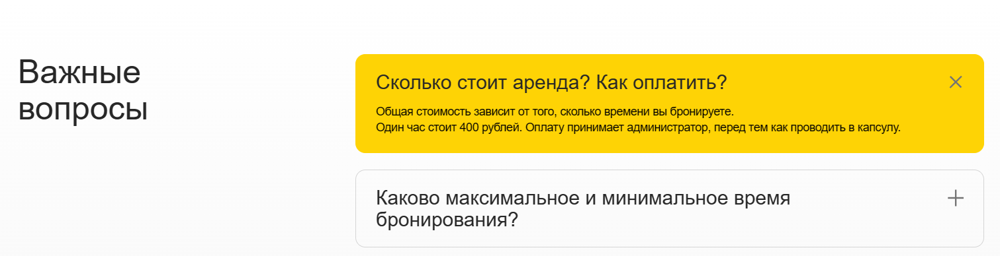 Важные
вопросы
Сколько стоит аренда? Как оплатить?
Общая стоимость зависит от того, сколько времени вы бронируете.
Один час стоит 400 рублей. Оплату принимает администратор, перед тем как проводить в капсулу.
Каково максимальное и минимальное время
бронирования?